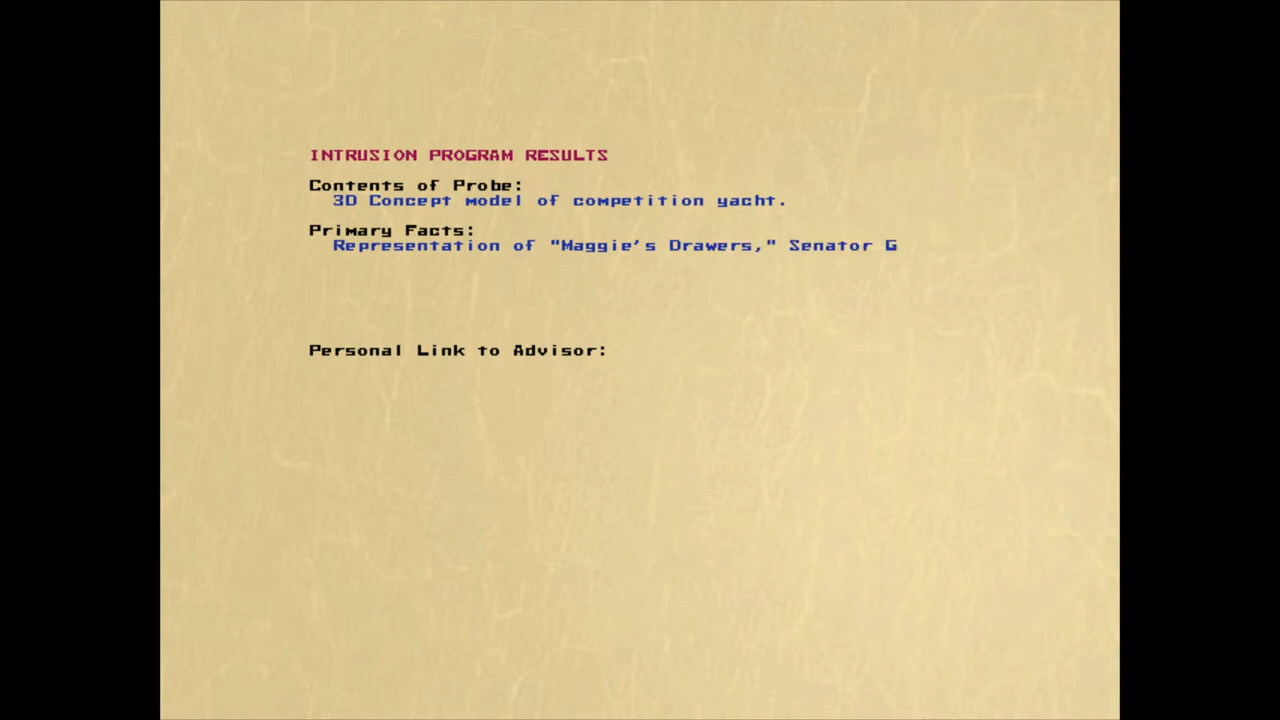 INTRUSION PROGRAM RESULTS
Contents of Probe:
3D Concept model of competition yacht.
Primary Facts:
Representation of "Maggie's Drawers," Senator G
Personal Link to Advisor: